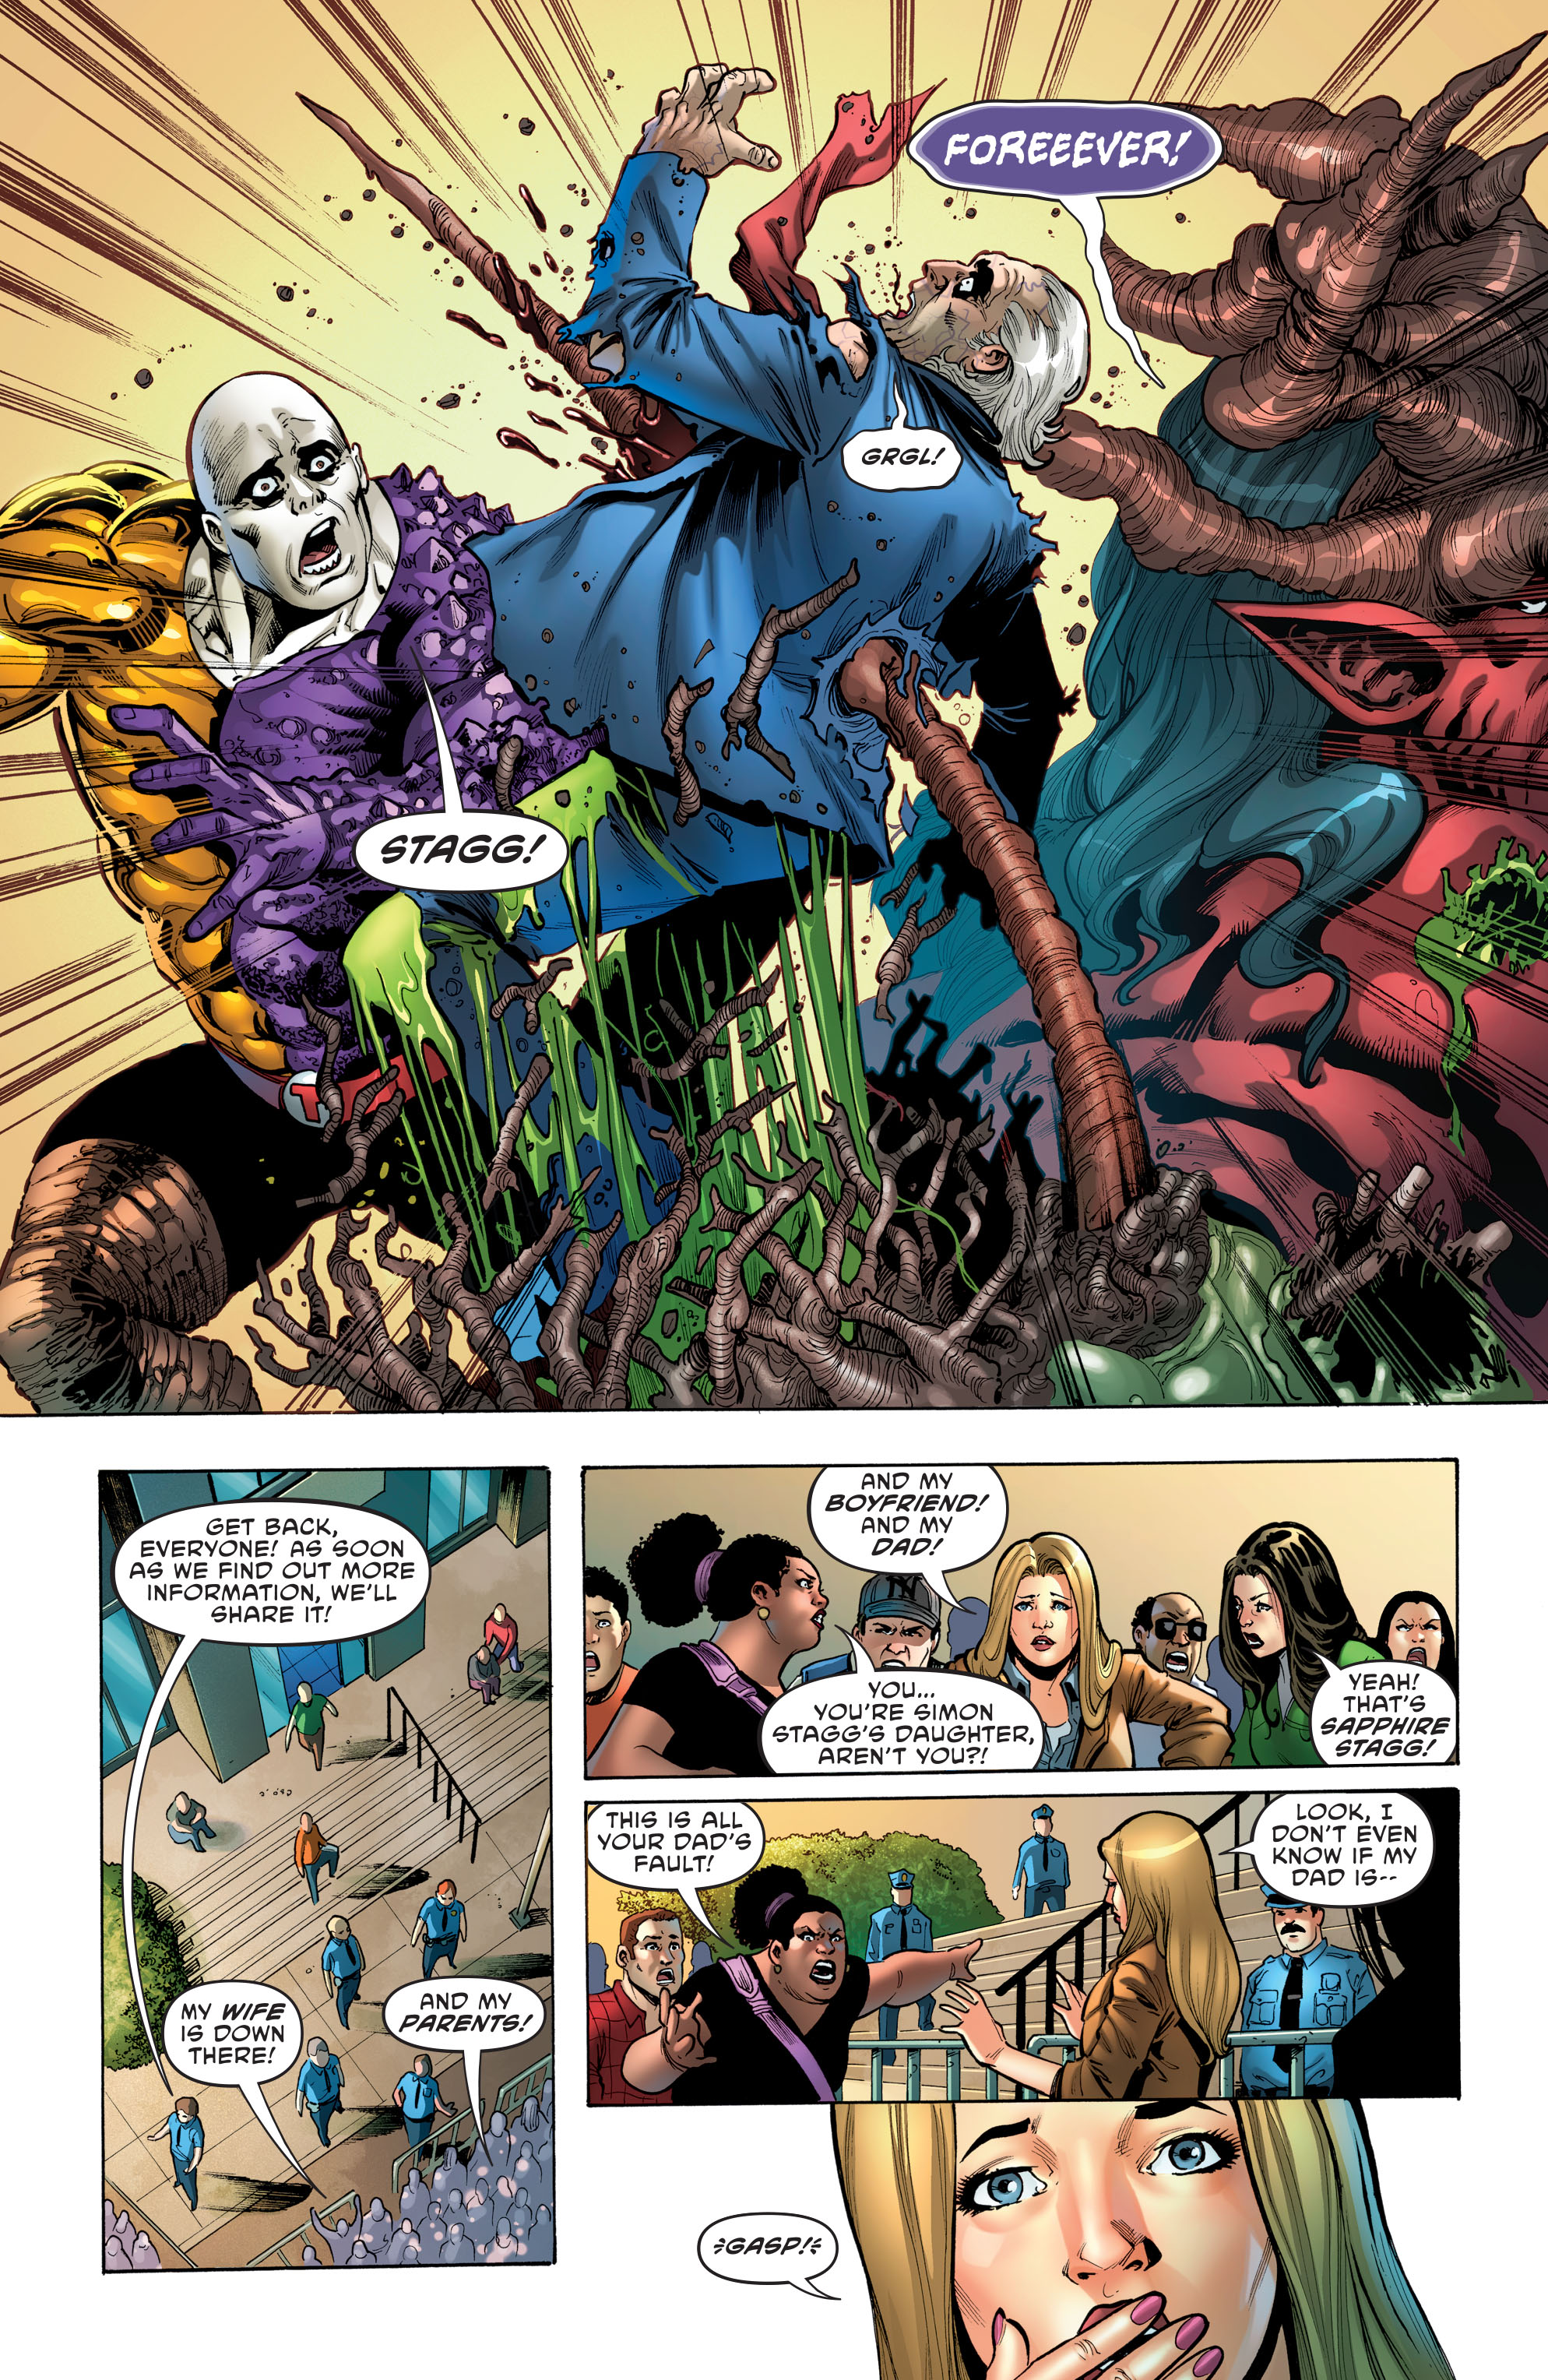 FOREEEVER!
GRGL!
STAGG!
T
GET BACK,
EVERYONE! AS SOON
AS WE FIND OUT MORE
INFORMATION, WE'LL
SHARE IT!
MY WIFE
IS DOWN
THERE!
AND MY
PARENTS!
AND MY
BOYFRIEND!
AND MY
DAD!
NY
YOU...
YOU'RE SIMON
STAGG'S DAUGHTER,
AREN'T YOU?!
YEAH!
THAT'S
SAPPHIRE
STAGG!
THIS IS ALL
YOUR DAD'S
FAULT!
LOOK, I
DON'T EVEN
KNOW IF MY
DAD IS--
GASP!